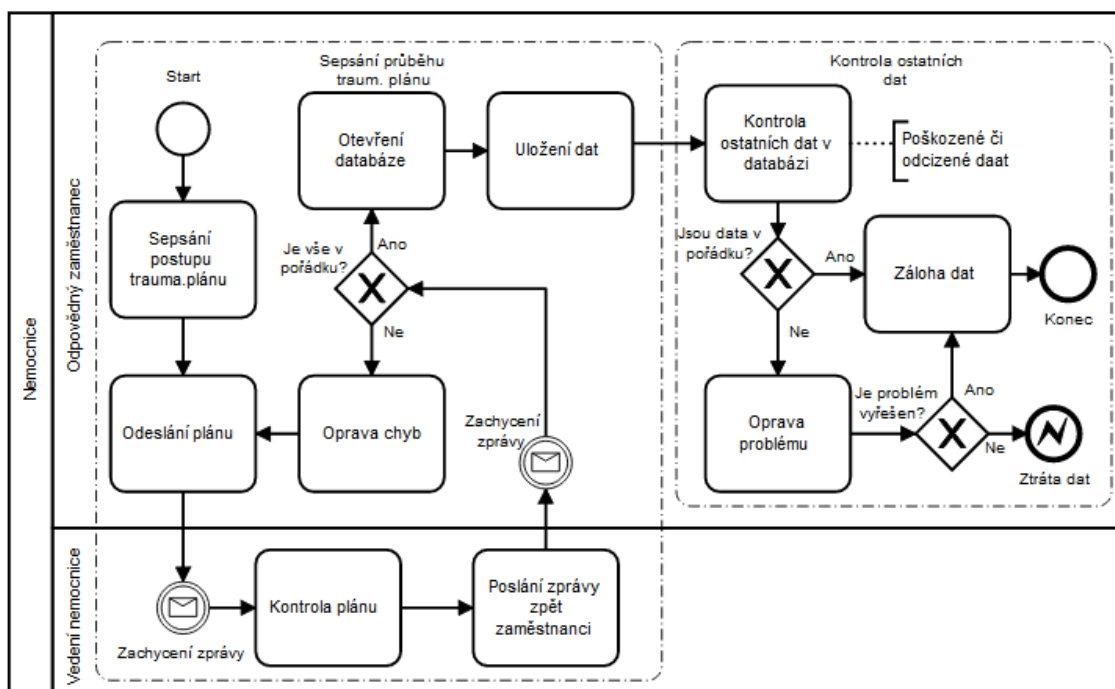 Nemocnice
Odpovědný zaměstnanec
Vedení nemocnice
Sepsání průběhu
traum. plánu
Start
Sepsání
postupu
trauma.plánu
Odeslání plánu
Zachycení zprávy
Kontrola plánu
Poslání zprávy
zpět
zaměstnanci
Zachycení
zprávy
Je vše v
pořádku?
Ano
Ne
Oprava chyb
Otevření
databáze
Uložení dat
Kontrola ostatních
dat
Kontrola
ostatních dat v
databázi
Poškozené či
odcizené daat
Jsou data v
pořádku?
Ano
Ne
Záloha dat
Konec
Oprava
problému
Je problém
vyřešen?
Ano
Ne
Ztráta dat